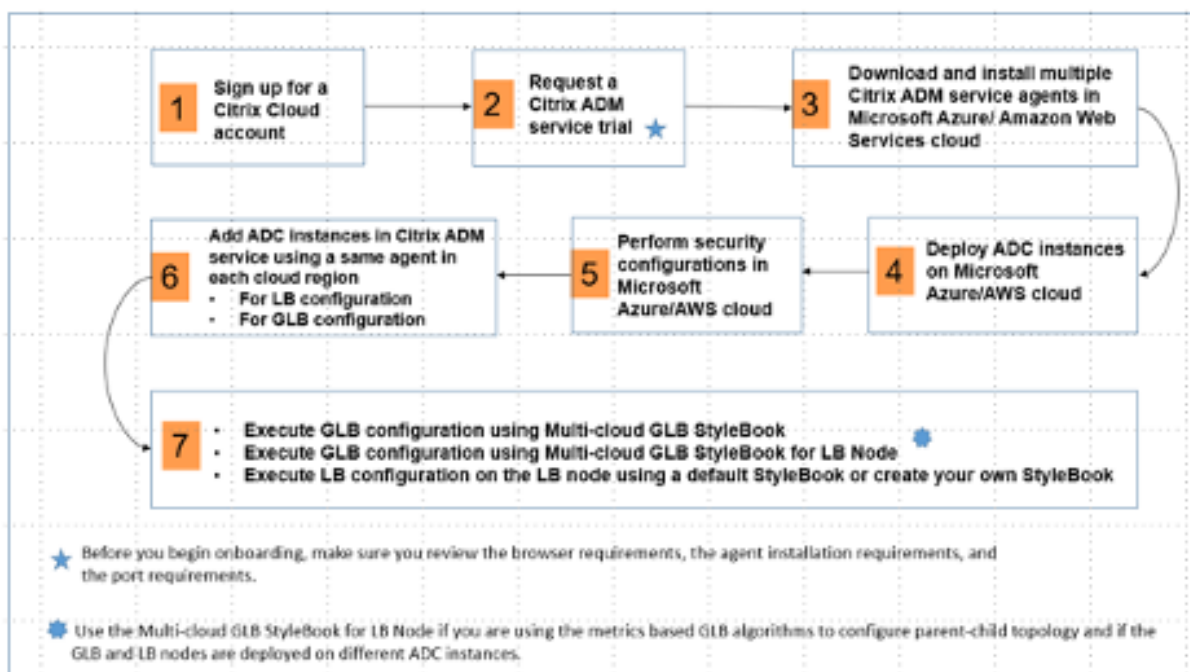 1
Sign up for a
Citrix Cloud
account
2
Request a
Citrix ADM
service trial
3
Download and install multiple
Citrix ADM service agents in
Microsoft Azure/ Amazon Web
Services cloud
4
Deploy ADC instances
on Microsoft
Azure/AWS cloud
5
Perform security
configurations in
Microsoft
Azure/AWS cloud
6
Add ADC instances in Citrix ADM
service using a same agent in
each cloud region
• For LB configuration
• For GLB configuration
7
• Execute GLB configuration using Multi-cloud GLB StyleBook
• Execute GLB configuration using Multi-cloud GLB StyleBook for LB Node
• Execute LB configuration on the LB node using a default StyleBook or create your own StyleBook
Before you begin onboarding, make sure you review the browser requirements, the agent installation requirements, and
the port requirements.
Use the Multi-cloud GLB StyleBook for LB Node if you are using the metrics based GLB algorithms to configure parent-child topology and if the
GLB and LB nodes are deployed on different ADC instances.